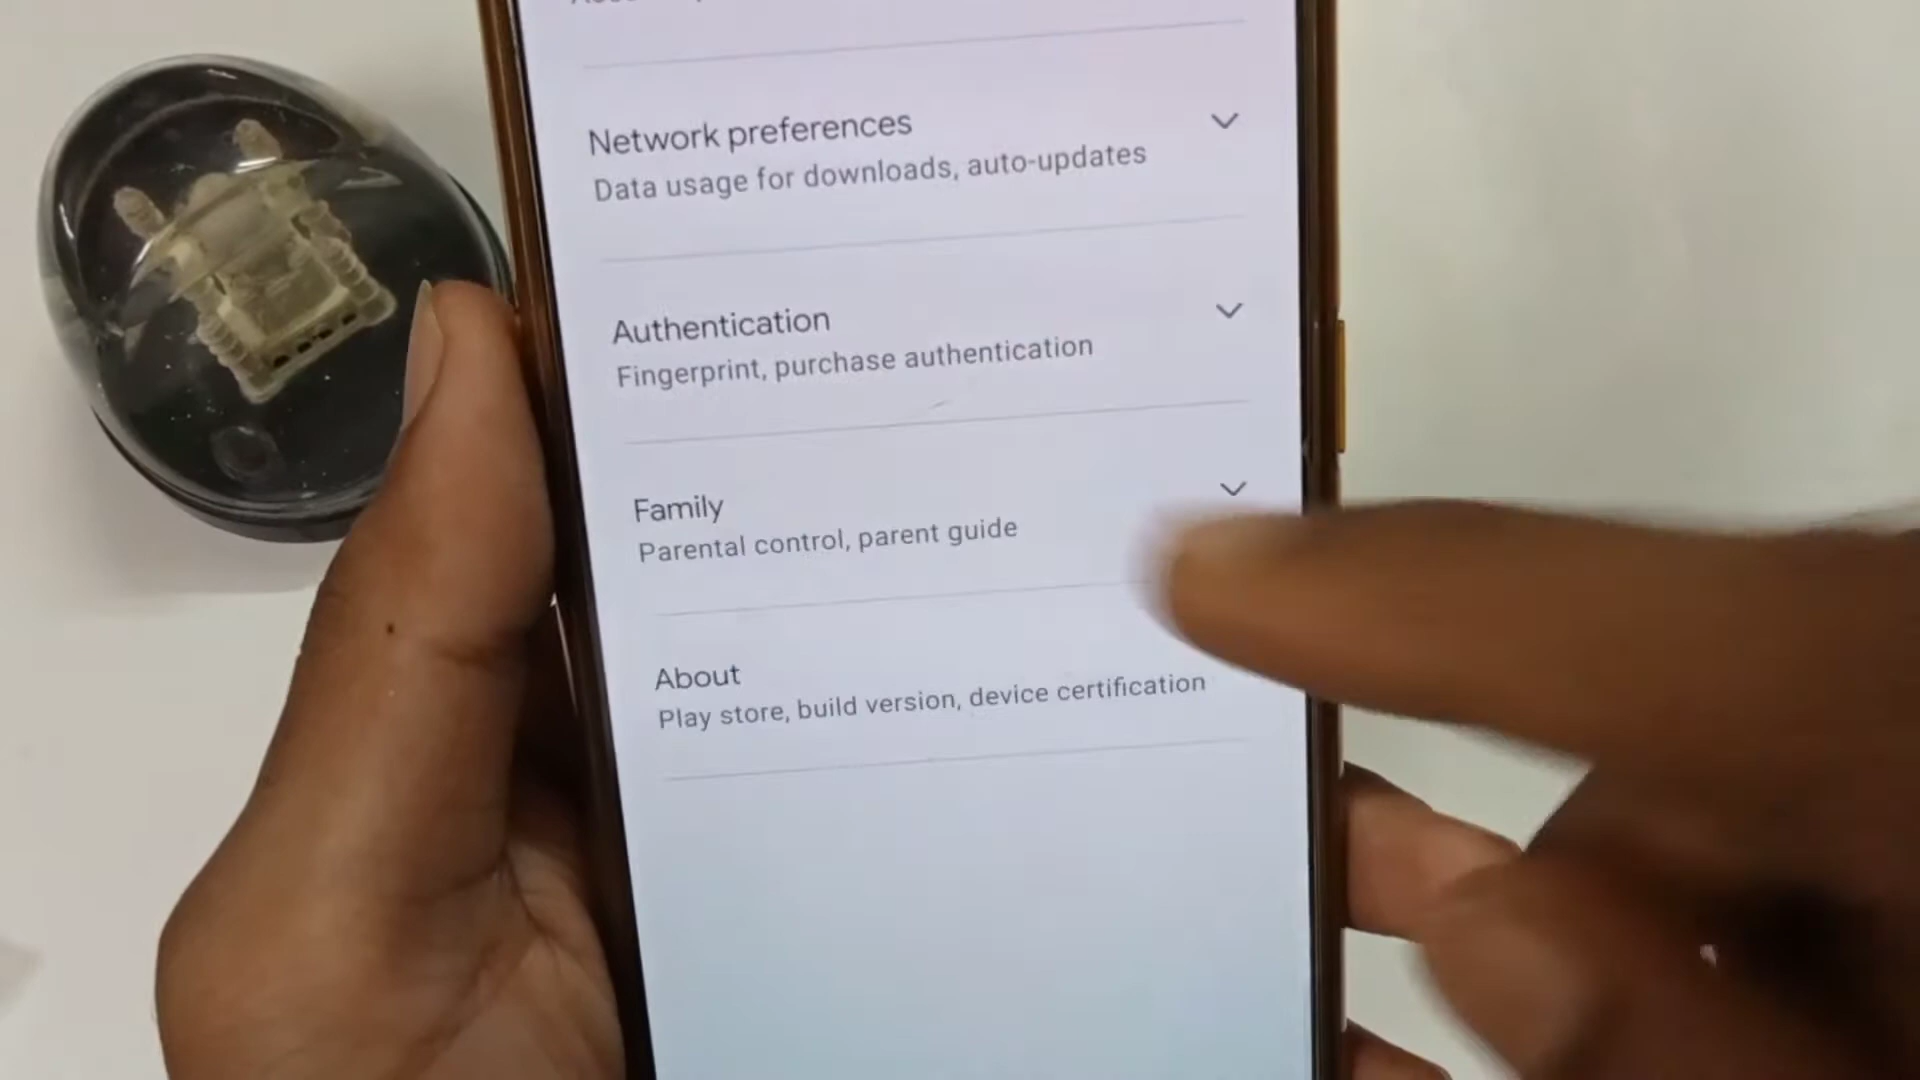 Network preferences
Data usage for downloads, auto-updates
Authentication
Fingerprint, purchase authentication
Family
Parental control, parent guide
About
Play store, build version, device certification